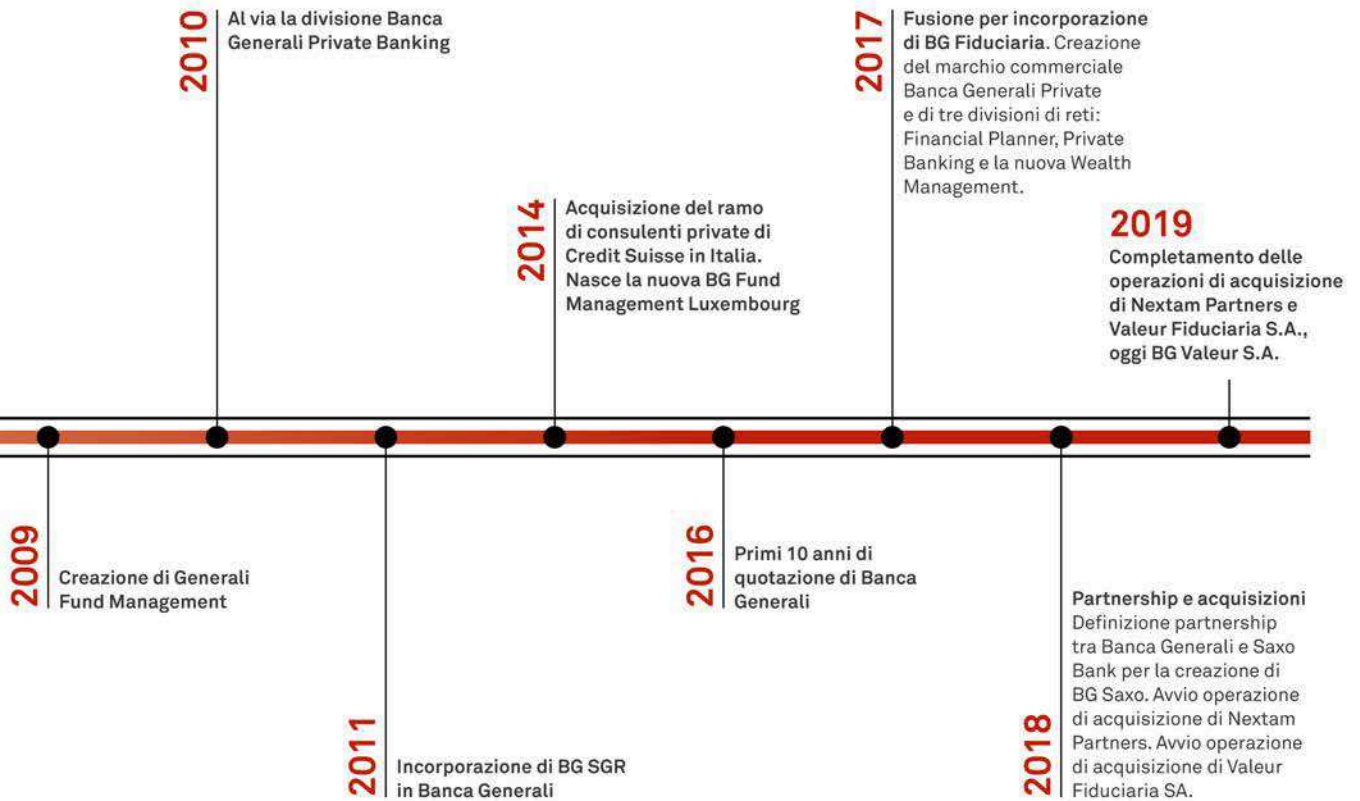 2010
Al via la divisione Banca
Generali Private Banking
2017
Fusione per incorporazione
di BG Fiduciaria. Creazione
del marchio commerciale
Banca Generali Private
e di tre divisioni di reti:
Financial Planner, Private
Banking e la nuova Wealth
Management.
2014
Acquisizione del ramo
di consulenti private di
Credit Suisse in Italia.
Nasce la nuova BG Fund
Management Luxembourg
2019
Completamento delle
operazioni di acquisizione
di Nextam Partners e
Valeur Fiduciaria S.A.,
oggi BG Valeur S.A.
2009
Creazione di Generali
Fund Management
2016
Primi 10 anni di
quotazione di Banca
Generali
2011
Incorporazione di BG SGR
in Banca Generali
2018
Partnership e acquisizioni
Definizione partnership
tra Banca Generali e Saxo
Bank per la creazione di
BG Saxo. Avvio operazione
di acquisizione di Nextam
Partners. Avvio operazione
di acquisizione di Valeur
Fiduciaria SA.